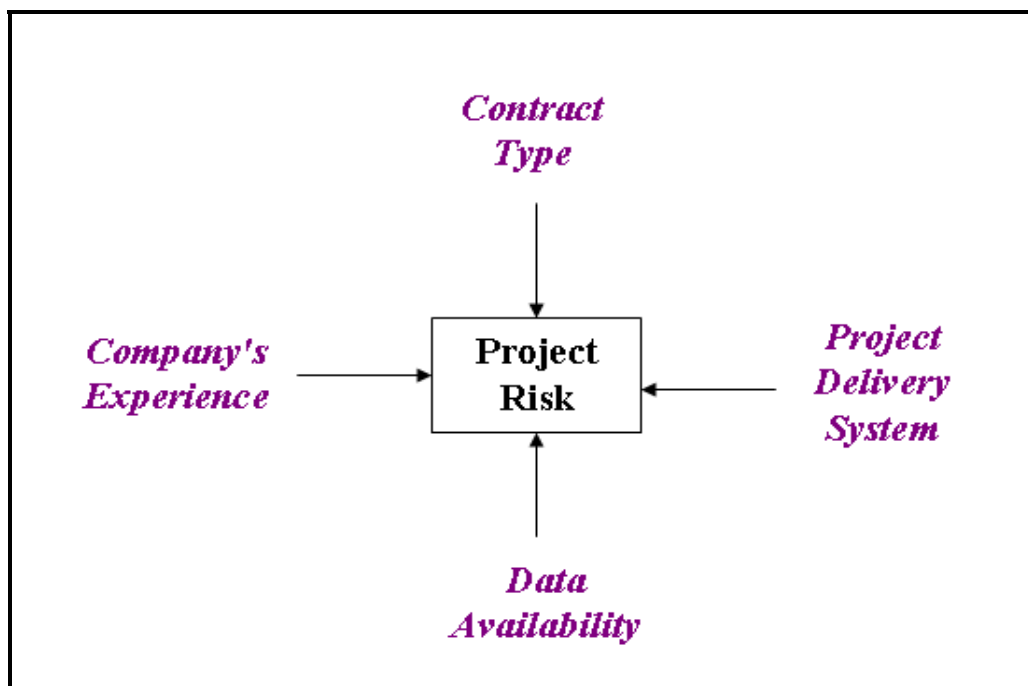 Contract
Type
Company's
Experience
Project
Risk
Project
Delivery
System
Data
Availability